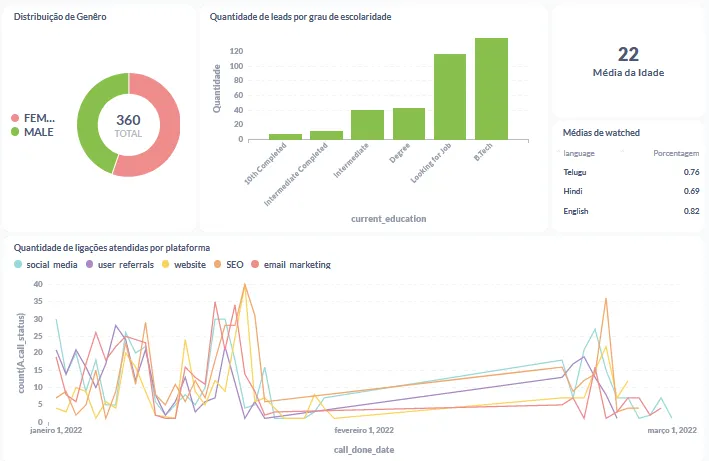 Distribuição de Genêro
FEM...
MALE
360
TOTAL
Quantidade de leads por grau de escolaridade
Quantidade
120
100
80
60
40
20
0
10th Completed
Intermediate Completed
Intermediate
Degree
Looking for Job
B.Tech
current_education
22
Média da Idade
Médias de watched
language Porcentagem
Telugu 0.76
Hindi 0.69
English 0.82
Quantidade de ligações atendidas por plataforma
social media user referrals website SEO email marketing
count(A.call_status)
40
35
30
25
20
15
10
5
0
janeiro 1, 2022 fevereiro 1, 2022 março 1, 2022
call_done_date